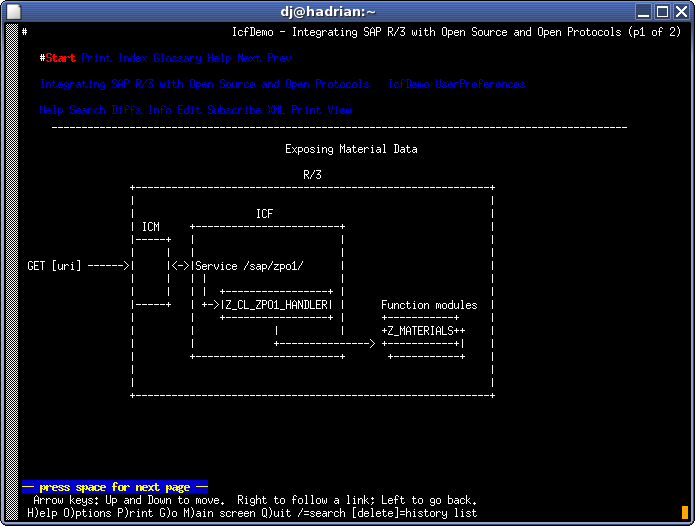 dj@hadrian:~
# IcfDemo - Integrating SAP R/3 with Open Source and Open Protocols (p1 of 2)
#Start Print Index Glossary Help Next Prev
Integrating SAP R/3 with Open Source and Open Protocols IcfDemo UserPreferences
Help Search Diffs Info Edit Subscribe XML Print View
Exposing Material Data
R/3
ICF
ICM
GET [uri] ------>| |<->|Service /sap/zpo1/
+->|Z_CL_ZPO1_HANDLER| Function modules
+Z_MATERIALS++
-- press space for next page --
Arrow keys: Up and Down to move. Right to follow a link; Left to go back.
H)elp O)ptions P)rint G)o M)ain screen Q)uit /=search [delete]=history list